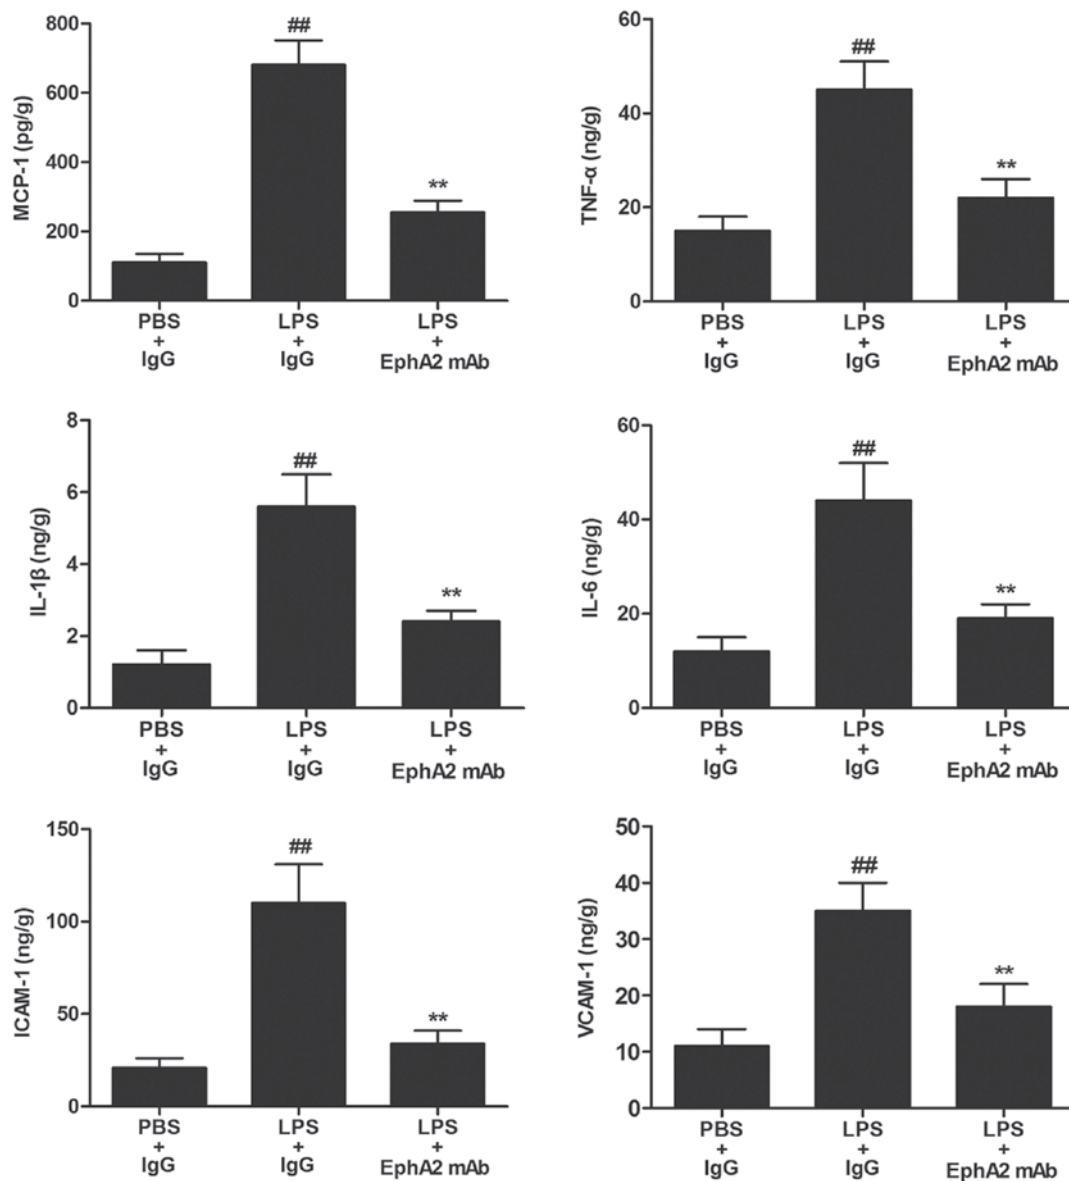 MCP-1 (pg/g)
800
600
400
200
0
##
**
PBS
+
IgG
LPS
+
IgG
LPS
+
EphA2 mAb
TNF-α (ng/g)
60
40
20
0
##
**
PBS
+
IgG
LPS
+
IgG
LPS
+
EphA2 mAb
IL-1β (ng/g)
8
6
4
2
0
##
**
PBS
+
IgG
LPS
+
IgG
LPS
+
EphA2 mAb
IL-6 (ng/g)
60
40
20
0
##
**
PBS
+
IgG
LPS
+
IgG
LPS
+
EphA2 mAb
ICAM-1 (ng/g)
150
100
50
0
##
**
PBS
+
IgG
LPS
+
IgG
LPS
+
EphA2 mAb
VCAM-1 (ng/g)
50
40
30
20
10
0
##
**
PBS
+
IgG
LPS
+
IgG
LPS
+
EphA2 mAb